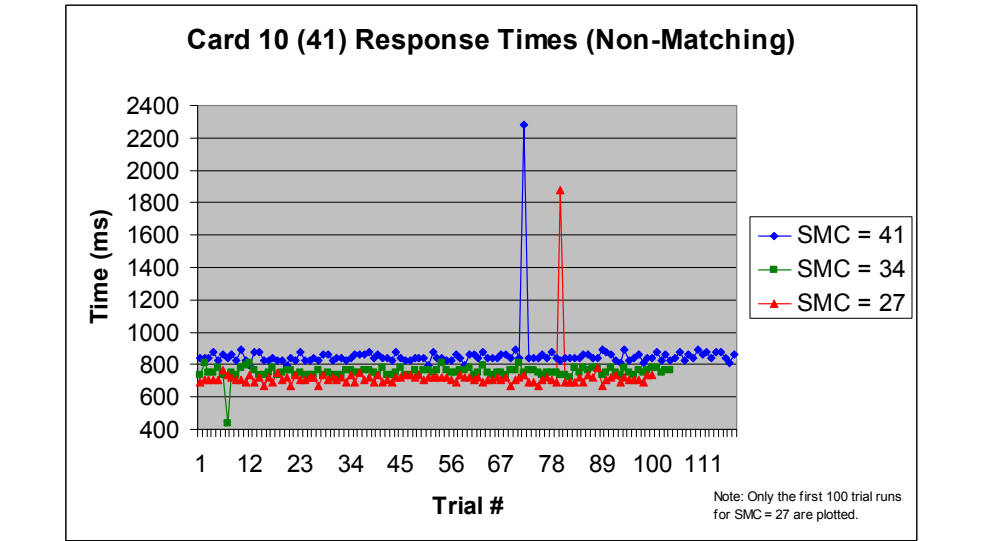 Card 10 (41) Response Times (Non-Matching)
2400
2200
2000
1800
1600
1400
1200
1000
800
600
400
Time (ms)
1 12 23 34 45 56 67 78 89 100 111
Trial #
SMC = 41
SMC = 34
SMC = 27
Note: Only the first 100 trial runs
for SMC = 27 are plotted.